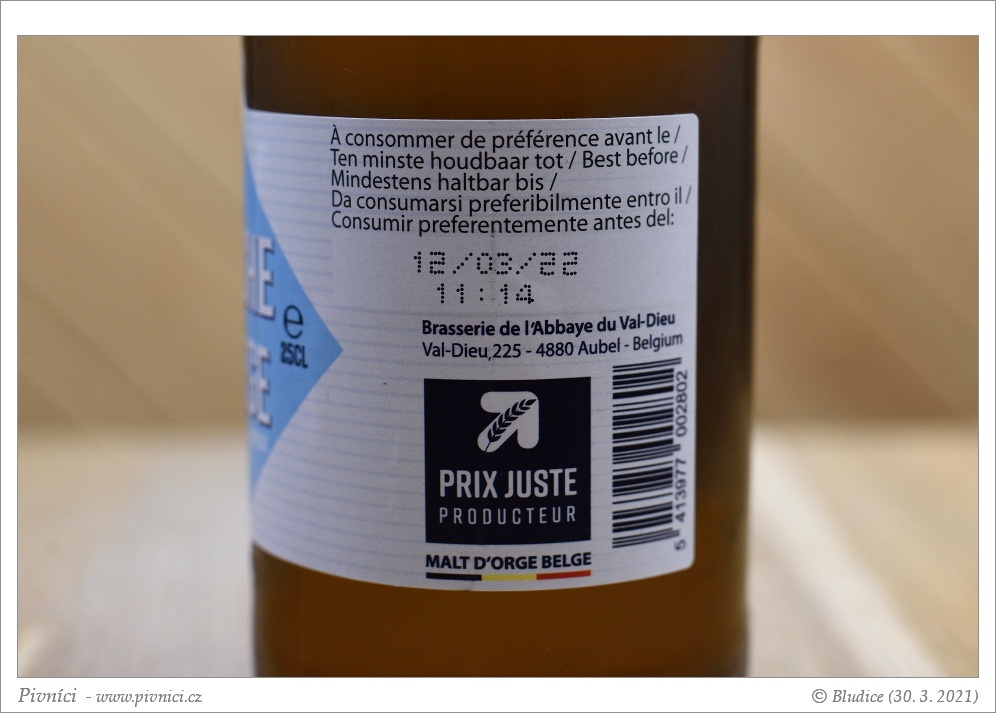 À consommer de préférence avant le /
Ten minste houdbaar tot / Best before /
Mindestens haltbar bis /
Da consumarsi preferibilmente entro il /
Consumir preferentemente antes del:
12/03/22
11:14
Brasserie de l'Abbaye du Val-Dieu
Val-Dieu,225 - 4880 Aubel - Belgium
e
25CL
PRIX JUSTE
PRODUCTEUR
MALT D'ORGE BELGE
5 413977 002802
Pivníci - www.pivnici.cz
© Bludice (30. 3. 2021)